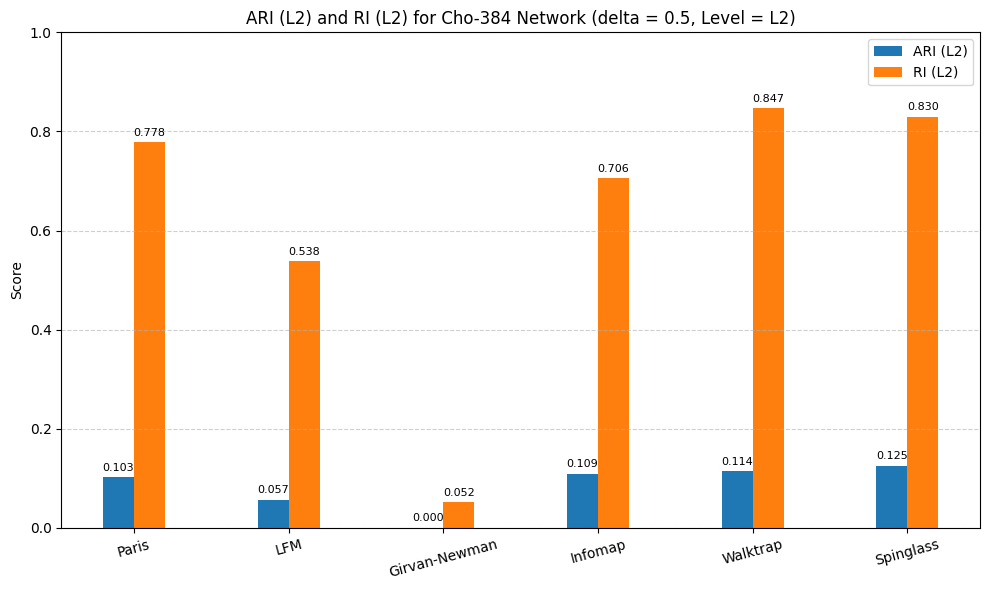 ARI (L2) and RI (L2) for Cho-384 Network (delta = 0.5, Level = L2)
ARI (L2)
RI (L2)
Score
1.0
0.8
0.6
0.4
0.2
0.0
0.103
0.778
0.057
0.538
0.000
0.052
0.109
0.706
0.114
0.847
0.125
0.830
Paris
LFM
Girvan-Newman
Infomap
Walktrap
Spinglass